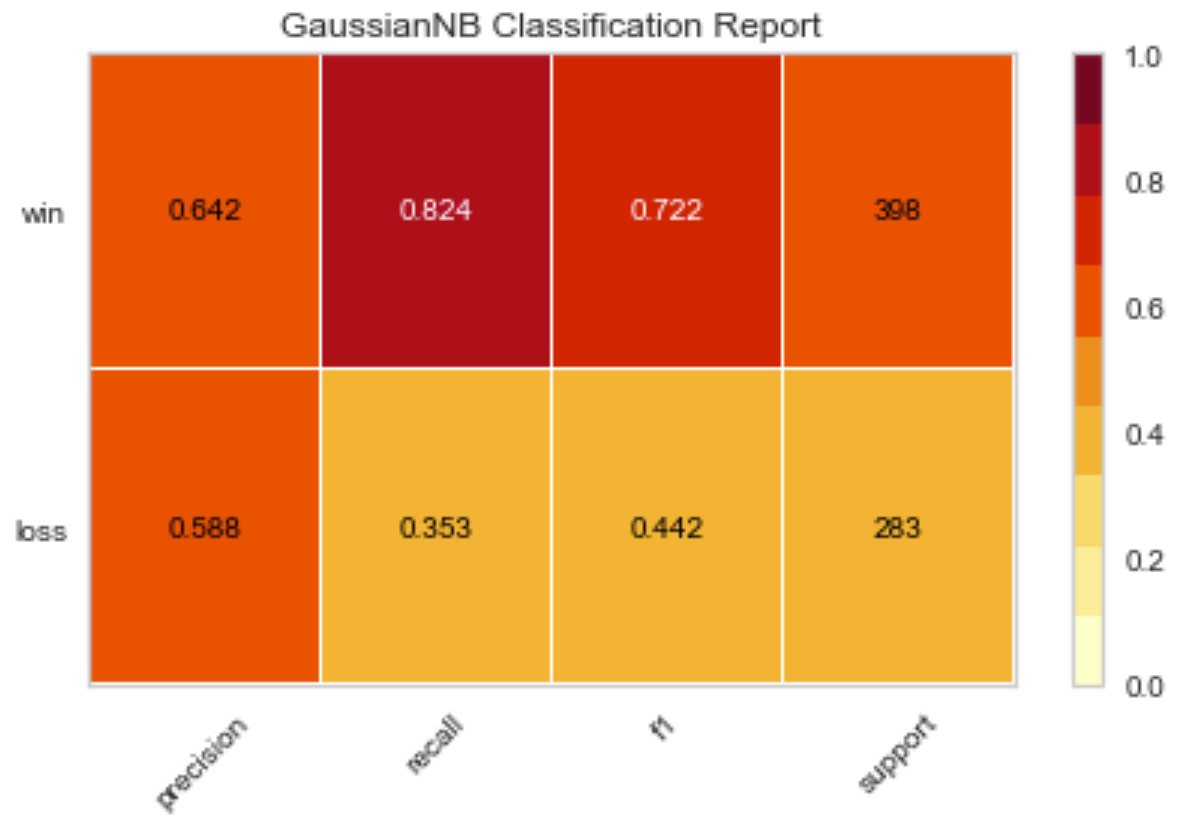 GaussianNB Classification Report
win 0.642 0.824 0.722 398
loss 0.588 0.353 0.442 283
precision recall f1 support
1.0
0.8
0.6
0.4
0.2
0.0